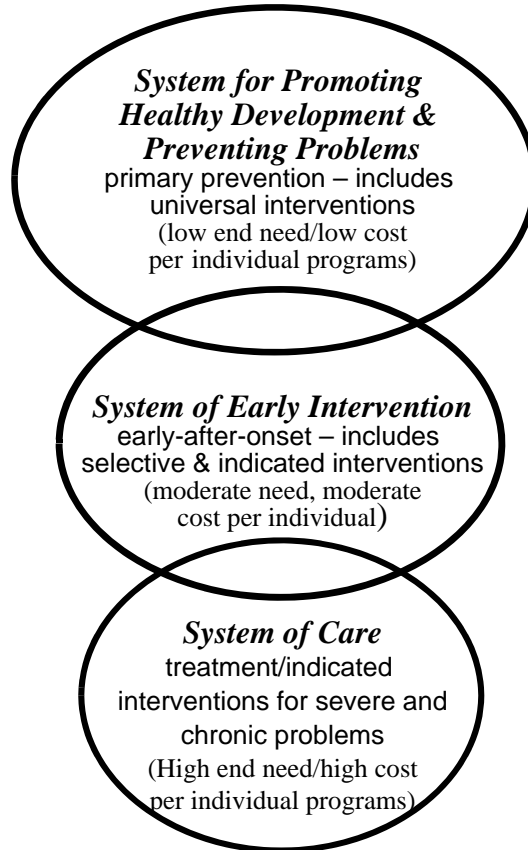 System for Promoting
Healthy Development &
Preventing Problems
primary prevention – includes
universal interventions
(low end need/low cost
per individual programs)
System of Early Intervention
early-after-onset – includes
selective & indicated interventions
(moderate need, moderate
cost per individual)
System of Care
treatment/indicated
interventions for severe and
chronic problems
(High end need/high cost
per individual programs)